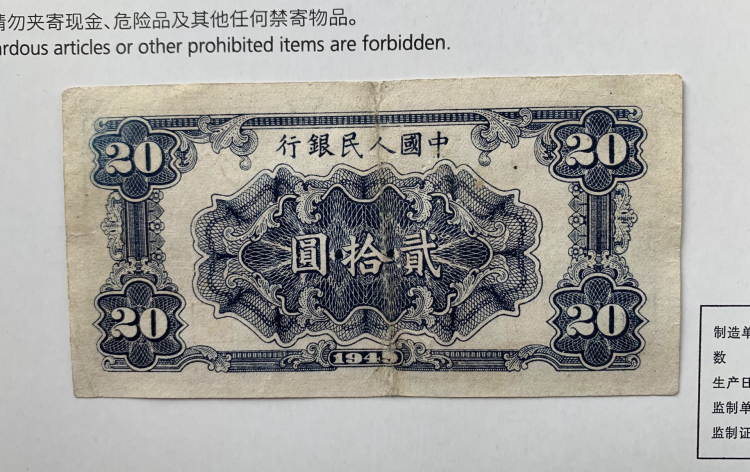 请勿夹寄现金、危险品及其他任何禁寄物品。
ardous articles or other prohibited items are forbidden.
中國人民銀行
20
20
貳拾圓
20
20
1949
制造单
数
生产日
监制单
监制证